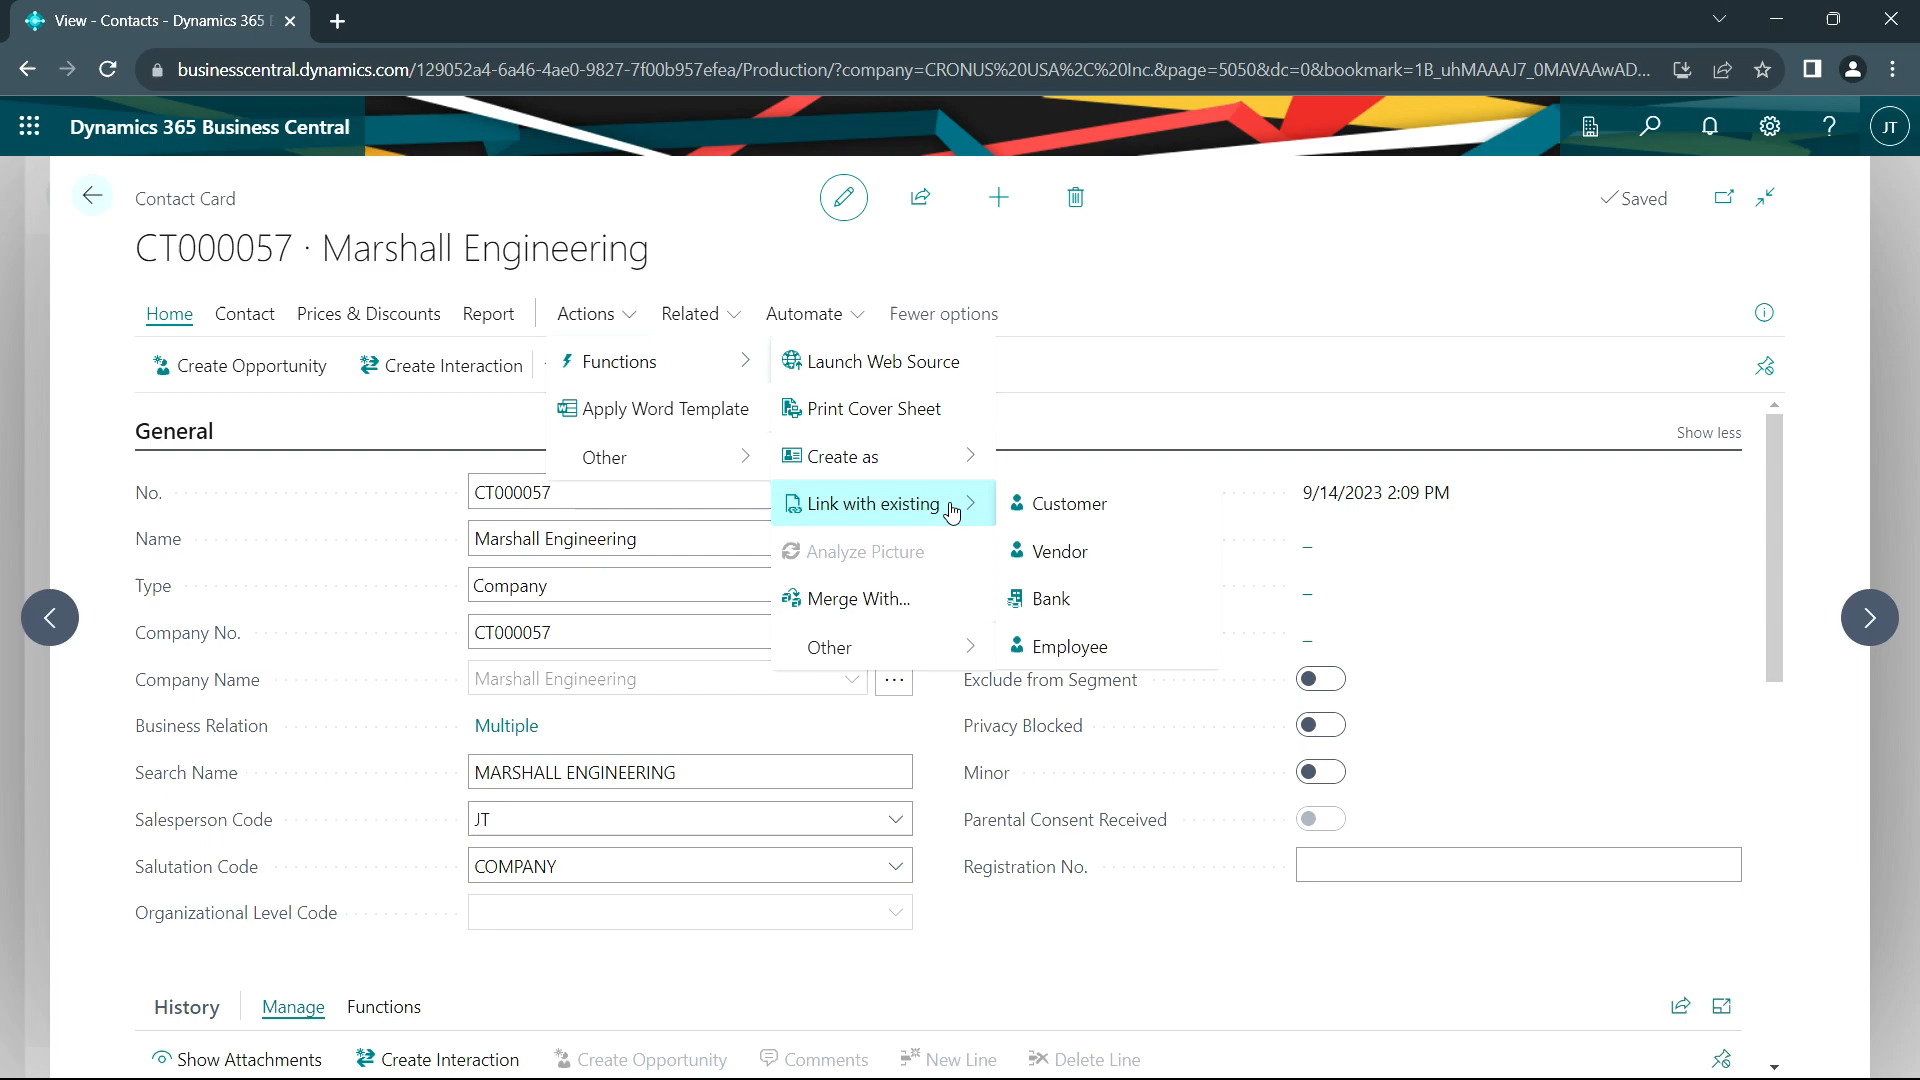 View - Contacts - Dynamics 365
businesscentral.dynamics.com/129052a4-6a46-4ae0-9827-7f00b957efea/Production/?company=CRONUS%20USA%2C%20Inc.&page=5050&dc=0&bookmark=1B_uhMAAAJ7_0MAVAAwAD...
Dynamics 365 Business Central
JT
Contact Card
Saved
CT000057 · Marshall Engineering
Home Contact Prices & Discounts Report Actions Related Automate Fewer options
Create Opportunity Create Interaction Functions Launch Web Source
Apply Word Template Print Cover Sheet
General Show less
Other Create as
No. CT000057 Link with existing Customer 9/14/2023 2:09 PM
Name Marshall Engineering Analyze Picture Vendor –
Type Company Merge With... Bank –
Company No. CT000057 Other Employee –
Company Name Marshall Engineering ... Exclude from Segment
Business Relation Multiple Privacy Blocked
Search Name MARSHALL ENGINEERING Minor
Salesperson Code JT Parental Consent Received
Salutation Code COMPANY Registration No.
Organizational Level Code
History Manage Functions
Show Attachments Create Interaction Create Opportunity Comments New Line Delete Line